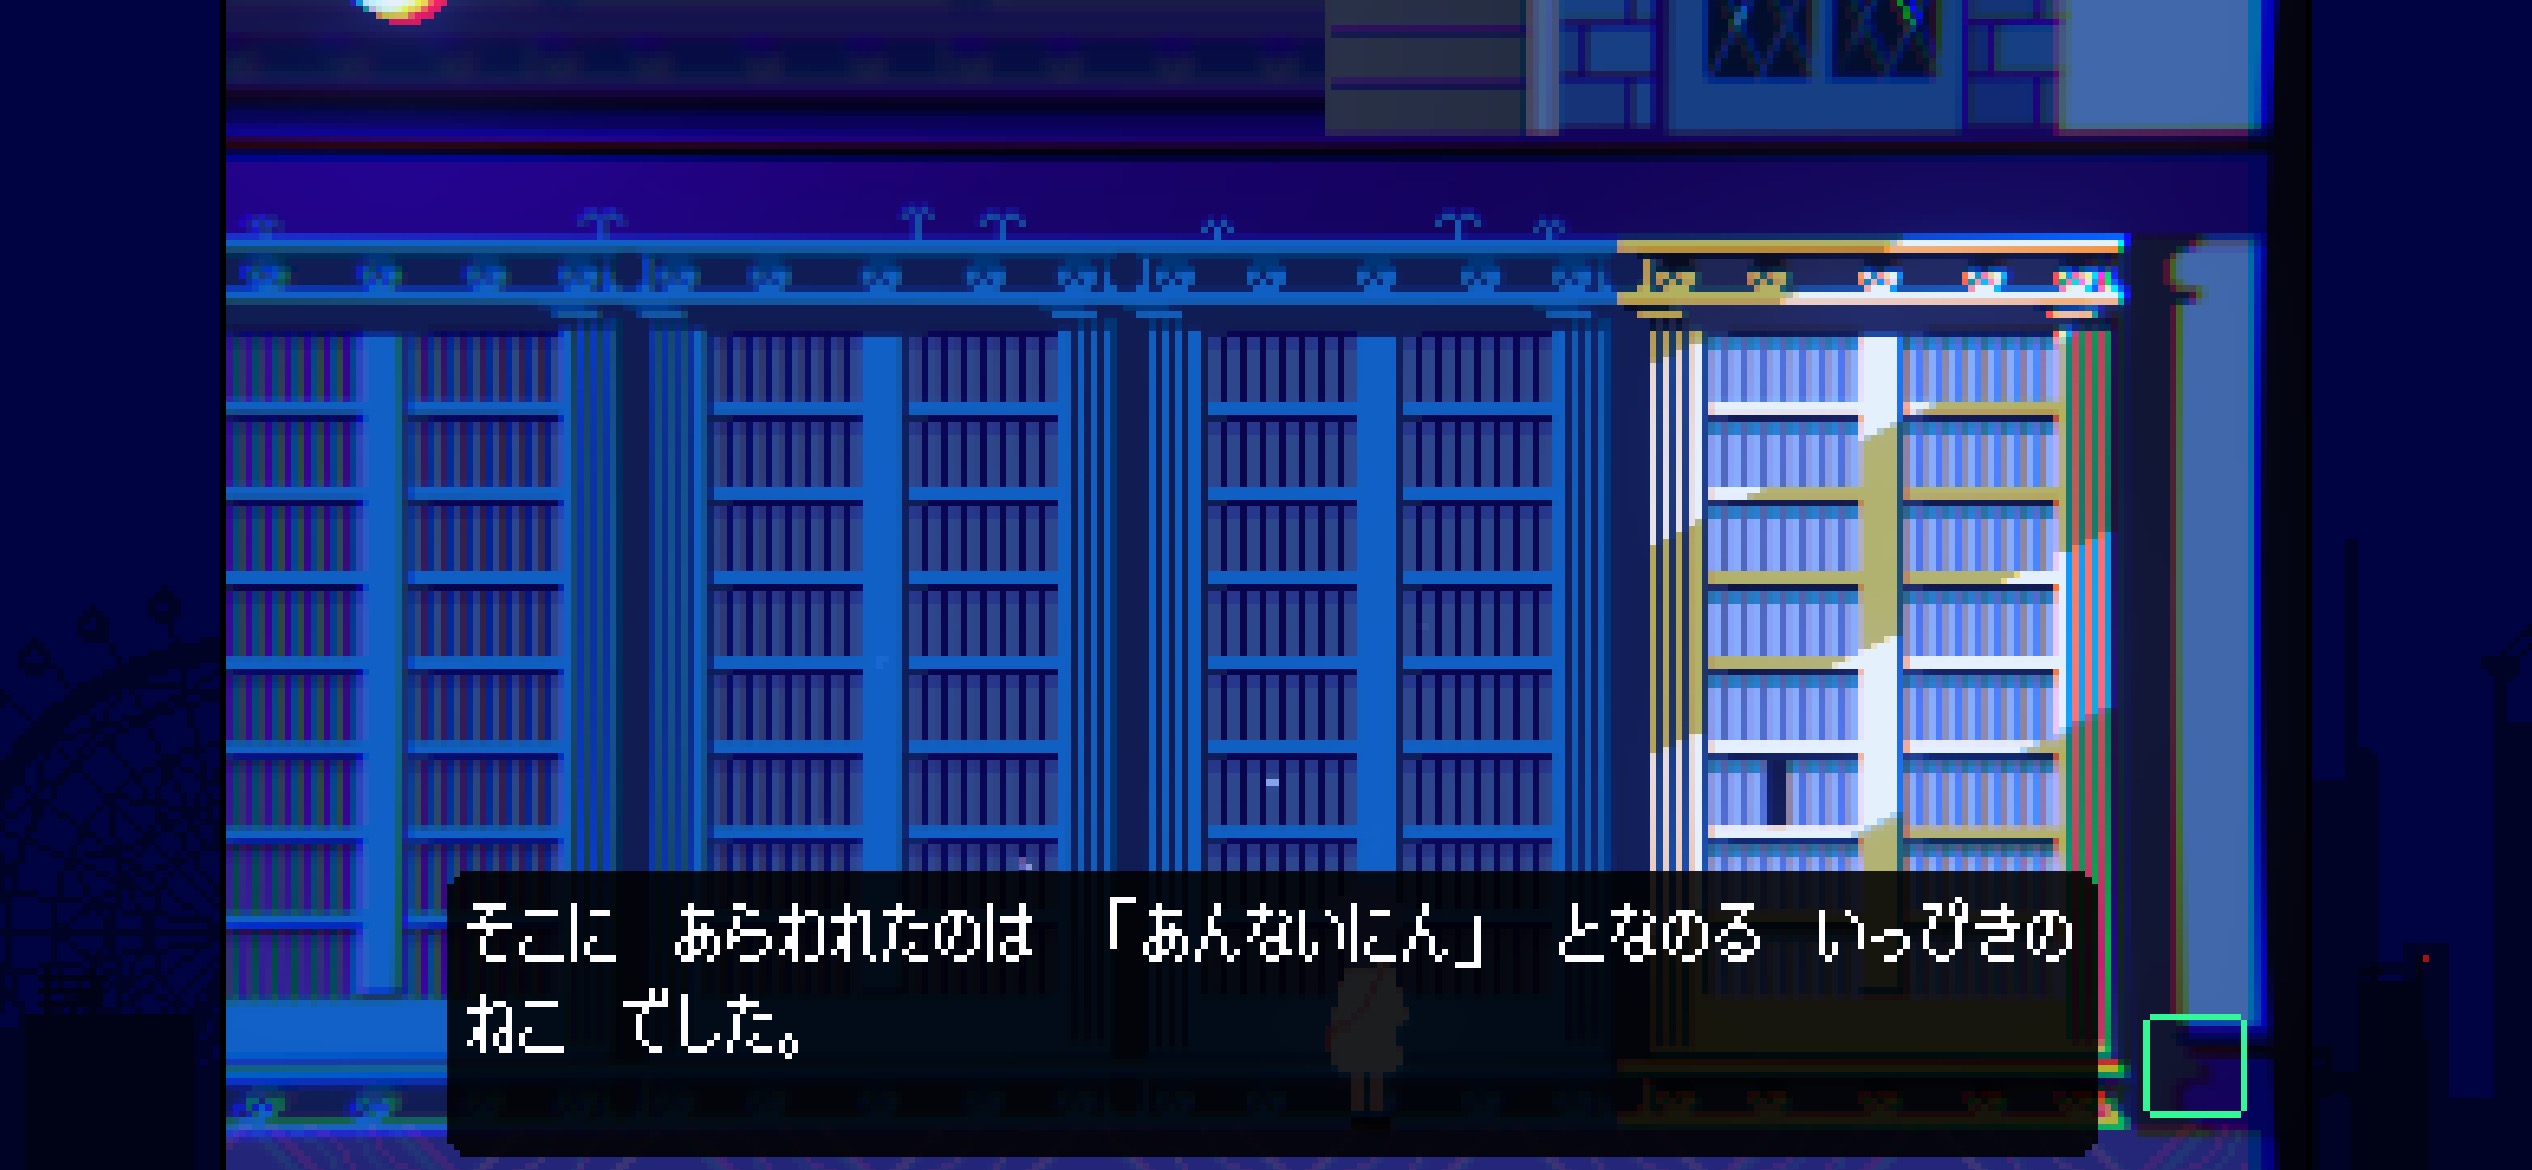 そこに　あらわれたのは　「あんないにん」　となのる　いっぴきの
ねこ　でした。